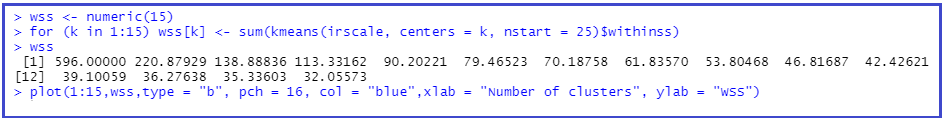 > wss <- numeric(15)
> for (k in 1:15) wss[k] <- sum(kmeans(irscale, centers = k, nstart = 25)$withinss)
> wss
 [1] 596.00000 220.87929 138.88836 113.33162  90.20221  79.46523  70.18758  61.83570  53.80468  46.81687  42.42621
[12]  39.10059  36.27638  35.33603  32.05573
> plot(1:15,wss,type = "b", pch = 16, col = "blue",xlab = "Number of clusters", ylab = "WSS")